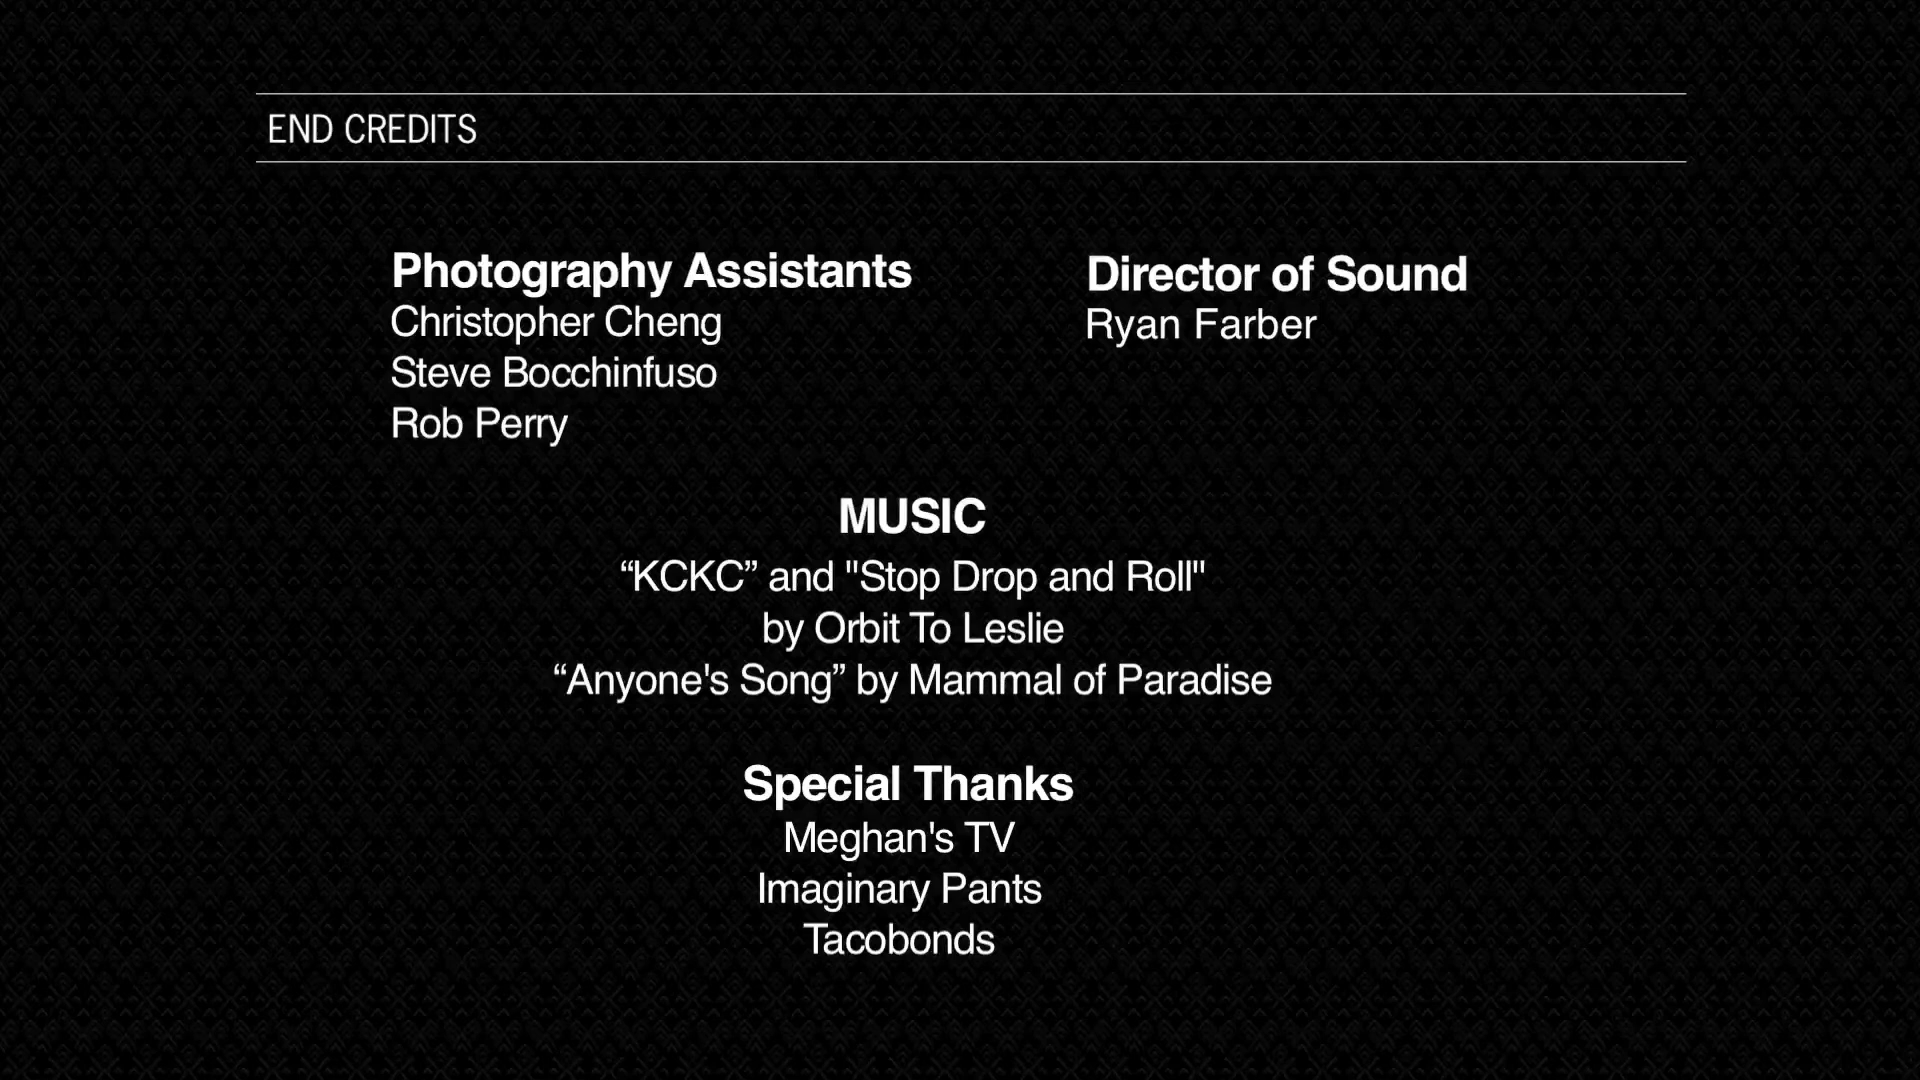 END CREDITS
Photography Assistants
Christopher Cheng
Steve Bocchinfuso
Rob Perry
Director of Sound
Ryan Farber
MUSIC
“KCKC” and "Stop Drop and Roll"
by Orbit To Leslie
“Anyone's Song” by Mammal of Paradise
Special Thanks
Meghan's TV
Imaginary Pants
Tacobonds